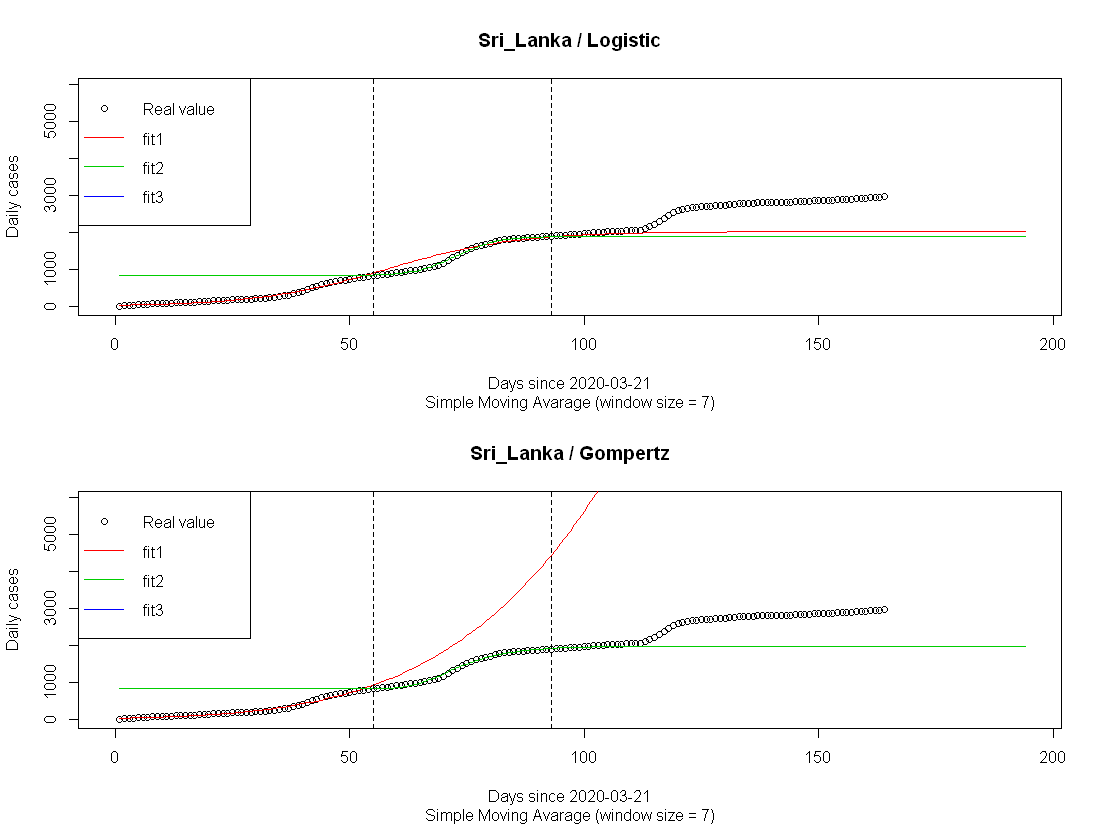 Sri_Lanka / Logistic
Daily cases
0
1000
3000
5000
Real value
fit1
fit2
fit3
0
50
100
150
200
Days since 2020-03-21
Simple Moving Avarage (window size = 7)
Sri_Lanka / Gompertz
Daily cases
0
1000
3000
5000
Real value
fit1
fit2
fit3
0
50
100
150
200
Days since 2020-03-21
Simple Moving Avarage (window size = 7)